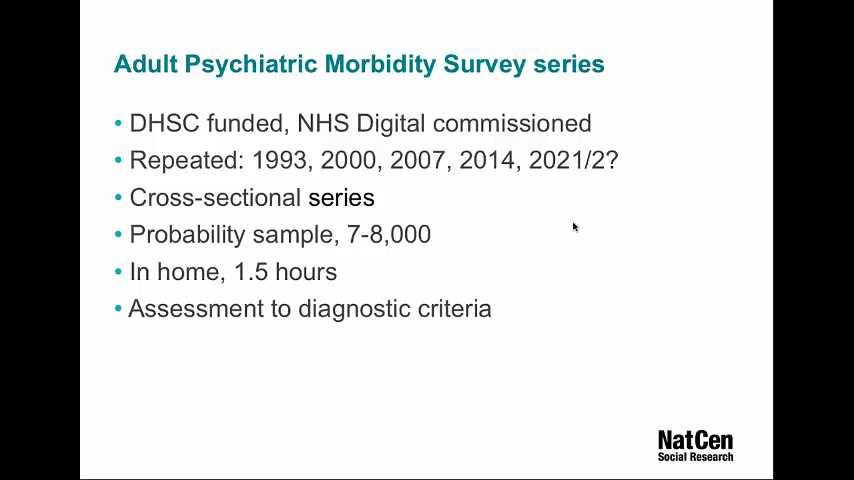 Adult Psychiatric Morbidity Survey series
• DHSC funded, NHS Digital commissioned
• Repeated: 1993, 2000, 2007, 2014, 2021/2?
• Cross-sectional series
• Probability sample, 7-8,000
• In home, 1.5 hours
• Assessment to diagnostic criteria
NatCen
Social Research